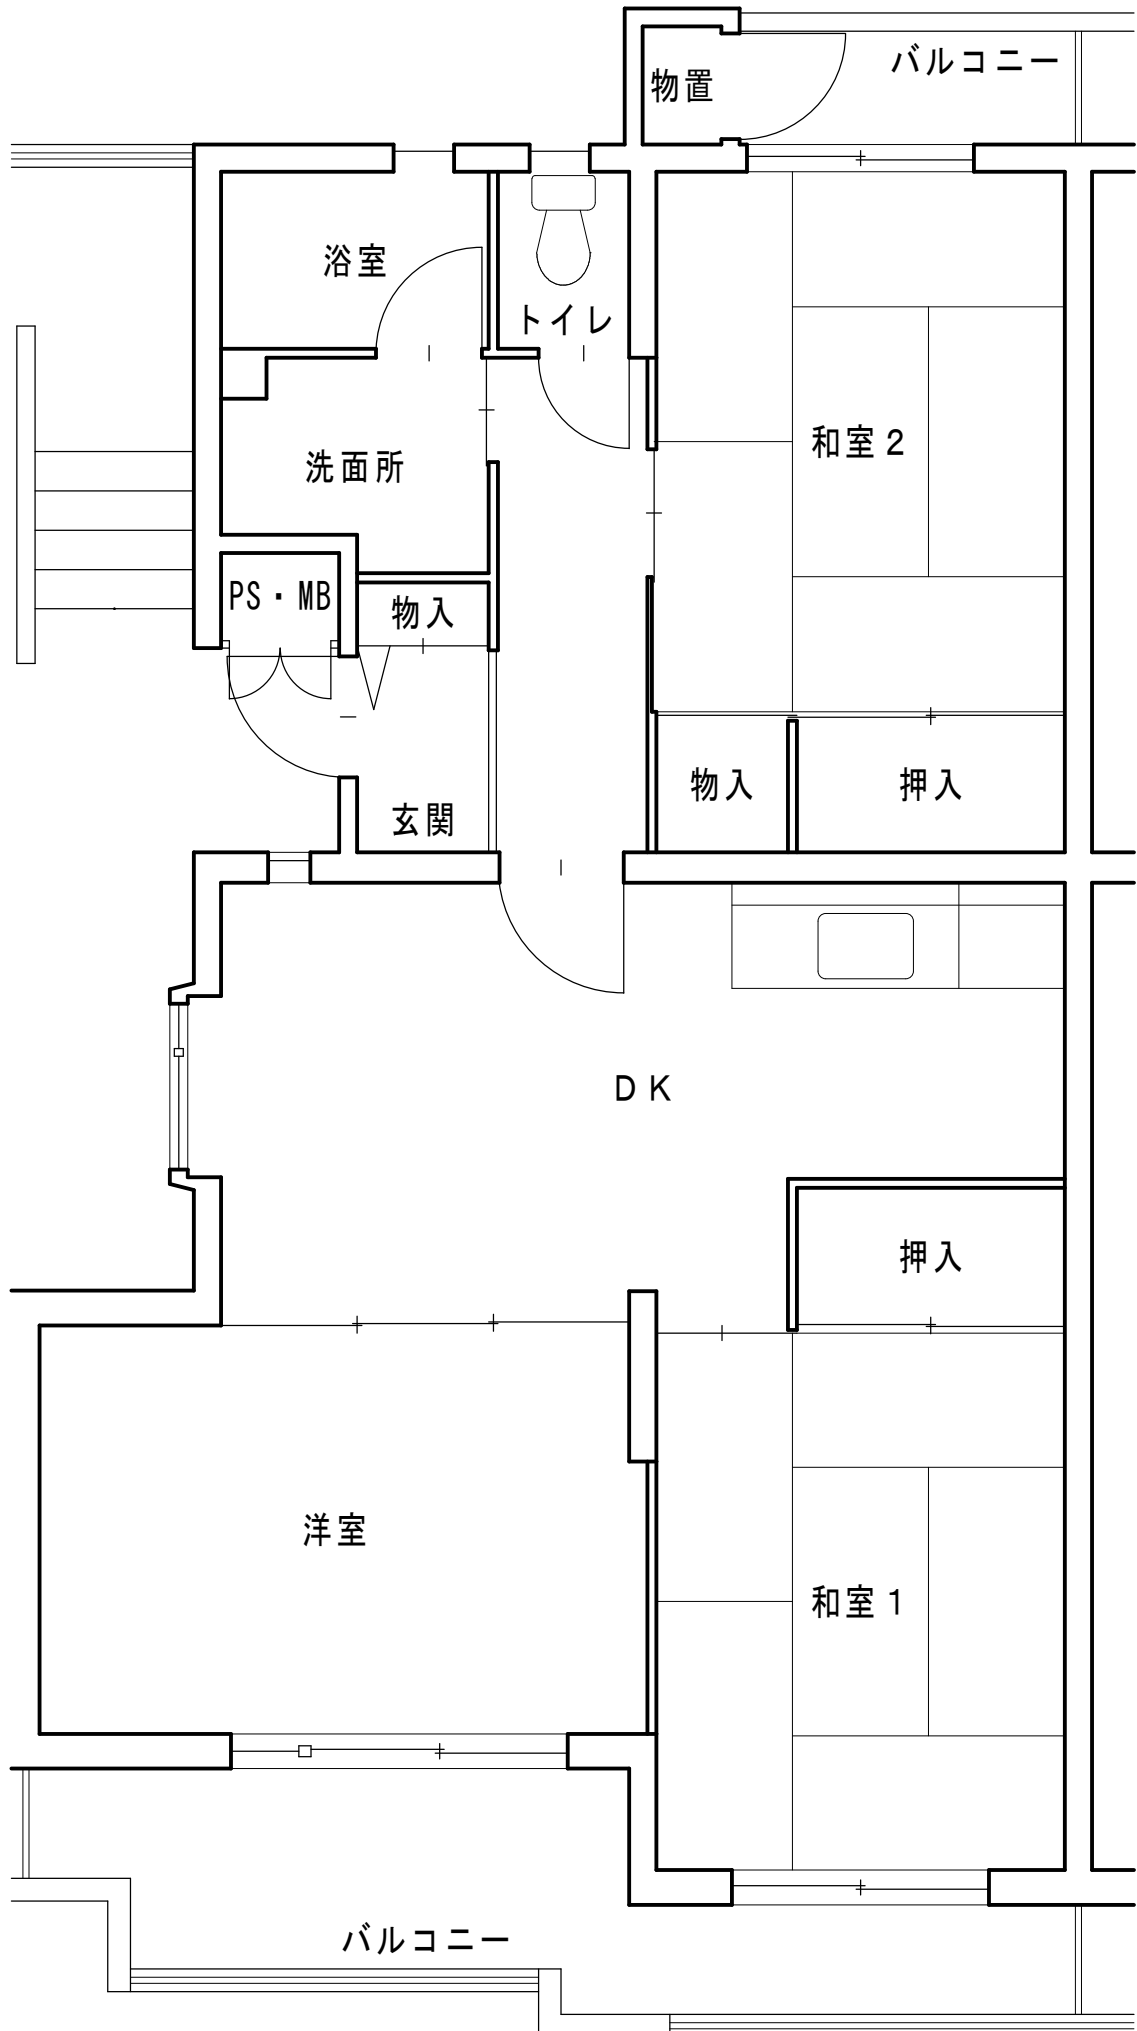 バルコニー
物置
浴室
トイレ
和室２
洗面所
PS・MB
物入
物入
押入
玄関
ＤＫ
押入
洋室
和室１
バルコニー